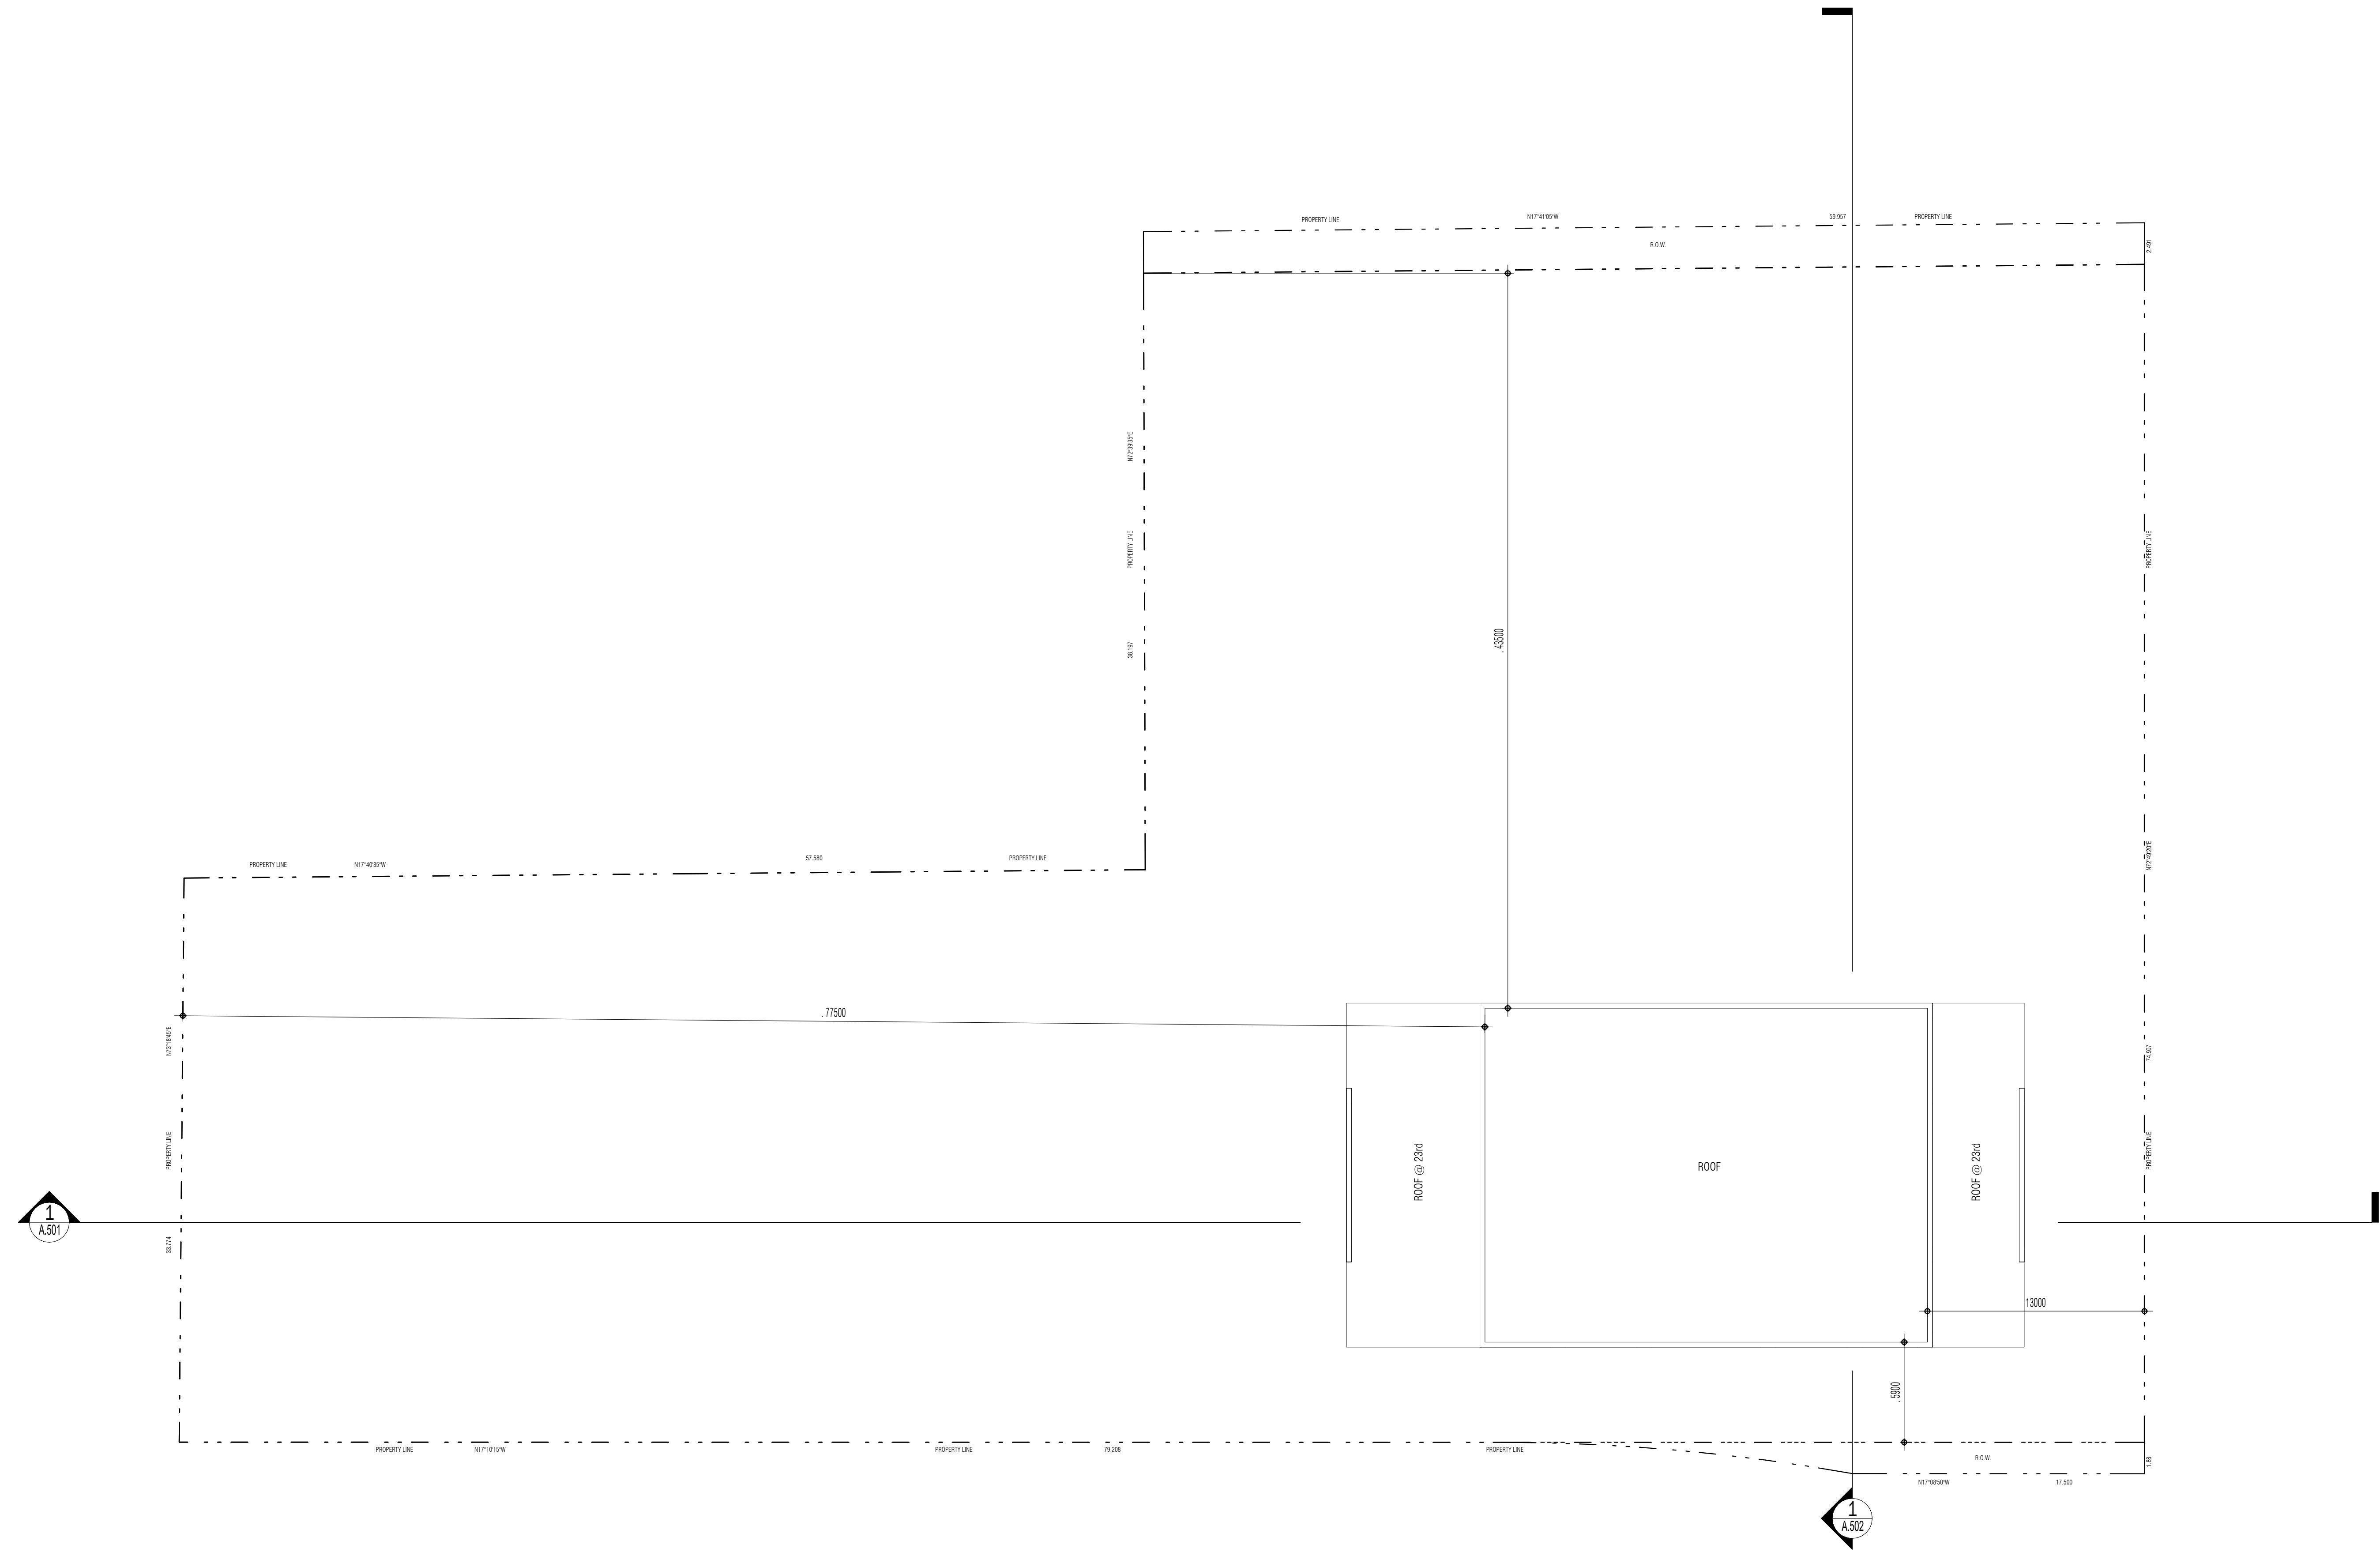 PROPERTY LINE
N17°41'05"W
59.957
PROPERTY LINE
R.O.W.
2.491
N72°39'35"E
PROPERTY LINE
38.197
PROPERTY LINE
. 43500
PROPERTY LINE
N17°40'35"W
57.580
PROPERTY LINE
N72°49'20"E
. 77500
N73°18'45"E
74.907
PROPERTY LINE
ROOF @ 23rd
ROOF
ROOF @ 23rd
PROPERTY LINE
1
A.501
33.774
13000
. 5900
PROPERTY LINE
N17°10'15"W
PROPERTY LINE
79.208
PROPERTY LINE
R.O.W.
1.88
N17°08'50"W
17.500
1
A.502